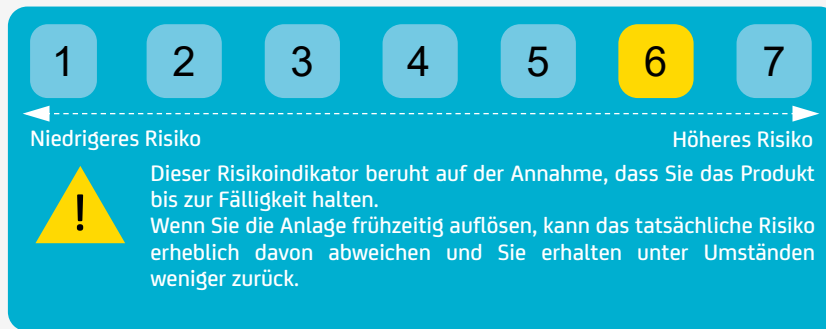 1 2 3 4 5 6 7
Niedrigeres Risiko Höheres Risiko
!
Dieser Risikoindikator beruht auf der Annahme, dass Sie das Produkt
bis zur Fälligkeit halten.
Wenn Sie die Anlage frühzeitig auflösen, kann das tatsächliche Risiko
erheblich davon abweichen und Sie erhalten unter Umständen
weniger zurück.